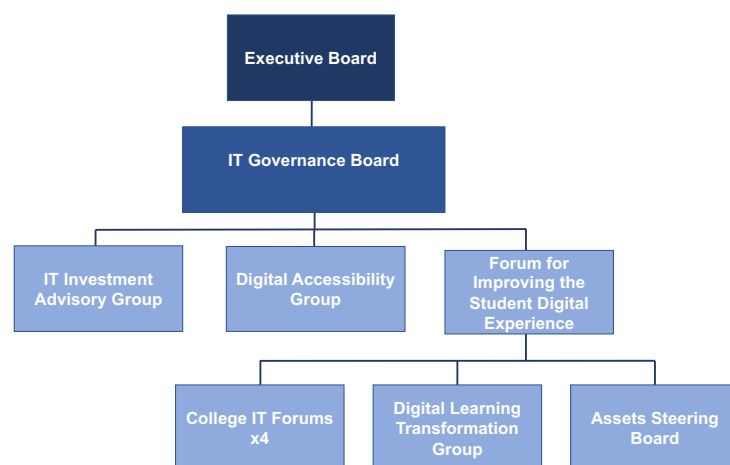 Executive Board
IT Governance Board
IT Investment
Advisory Group
Digital Accessibility
Group
Forum for
Improving the
Student Digital
Experience
College IT Forums
x4
Digital Learning
Transformation
Group
Assets Steering
Board